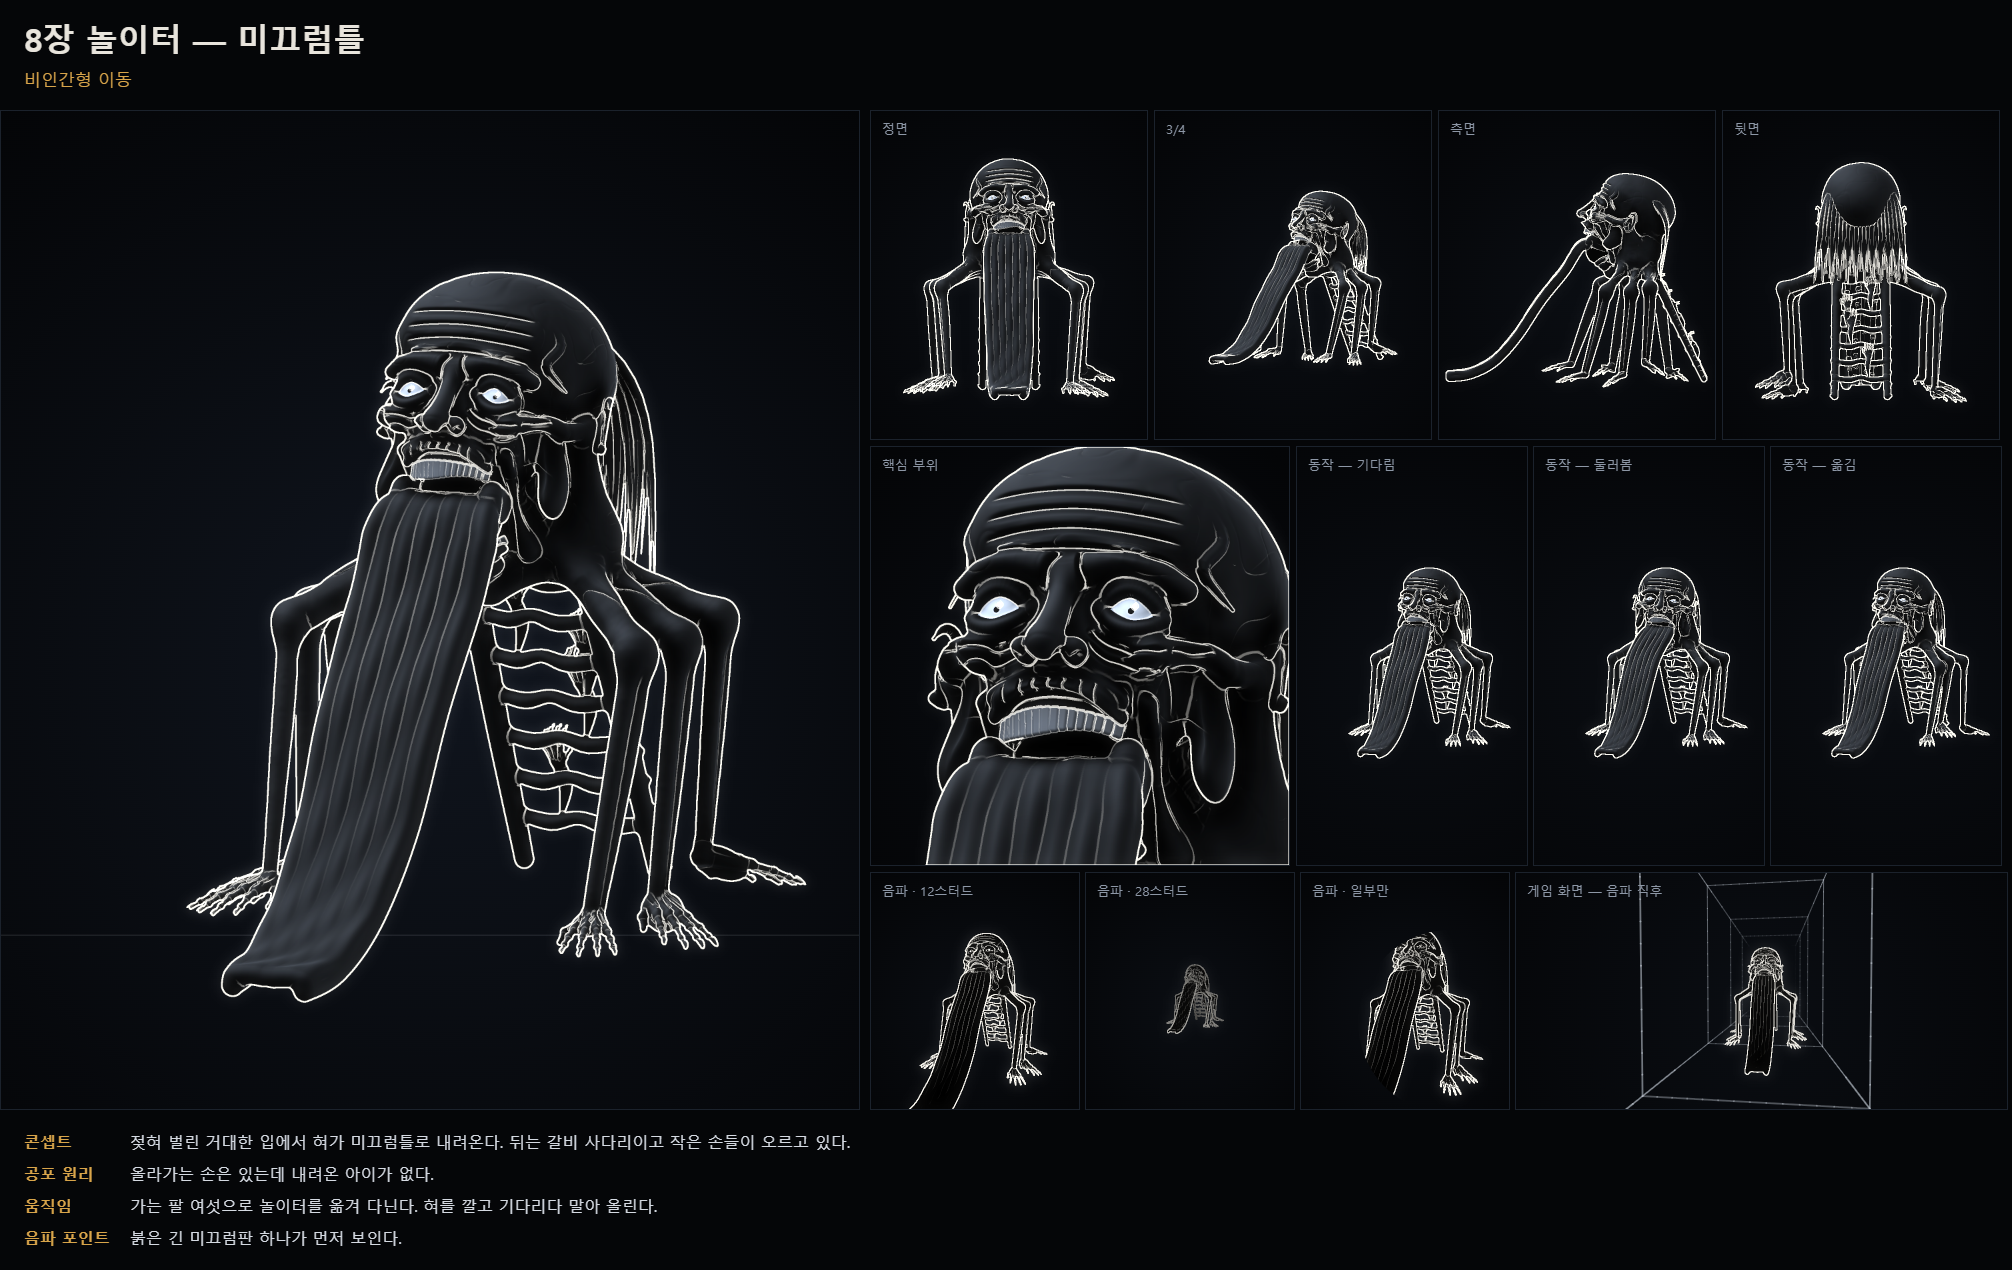 8장 놀이터 — 미끄럼틀
비인간형 이동
정면
3/4
측면
뒷면
핵심 부위
동작 — 기다림
동작 — 둘러봄
동작 — 옮김
음파 · 12스터드
음파 · 28스터드
음파 · 일부만
게임 화면 — 음파 직후
콘셉트 젖혀 벌린 거대한 입에서 혀가 미끄럼틀로 내려온다. 뒤는 갈비 사다리이고 작은 손들이 오르고 있다.
공포 원리 올라가는 손은 있는데 내려온 아이가 없다.
움직임 가는 팔 여섯으로 놀이터를 옮겨 다닌다. 혀를 깔고 기다리다 말아 올린다.
음파 포인트 붉은 긴 미끄럼판 하나가 먼저 보인다.